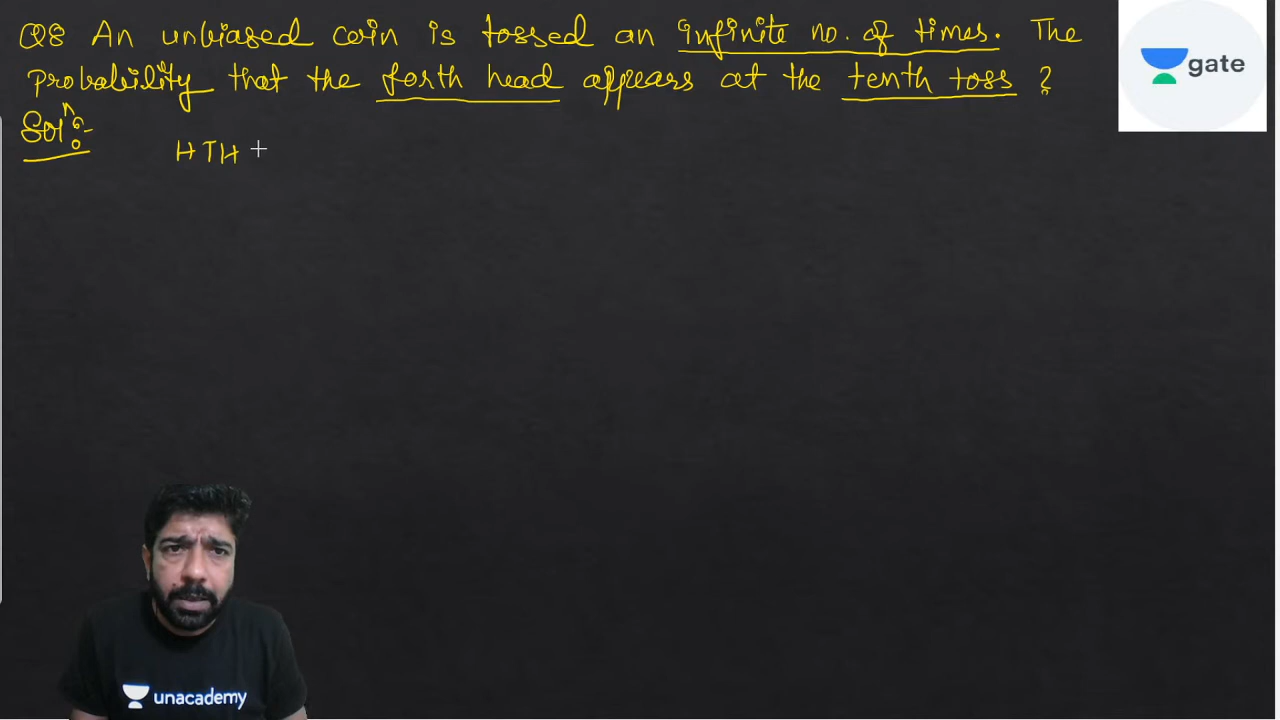 Q8 An unbiased coin is tossed an infinite no. of times. The
probability that the forth head appears at the tenth toss ?
Solⁿ:-
HTH
gate
unacademy